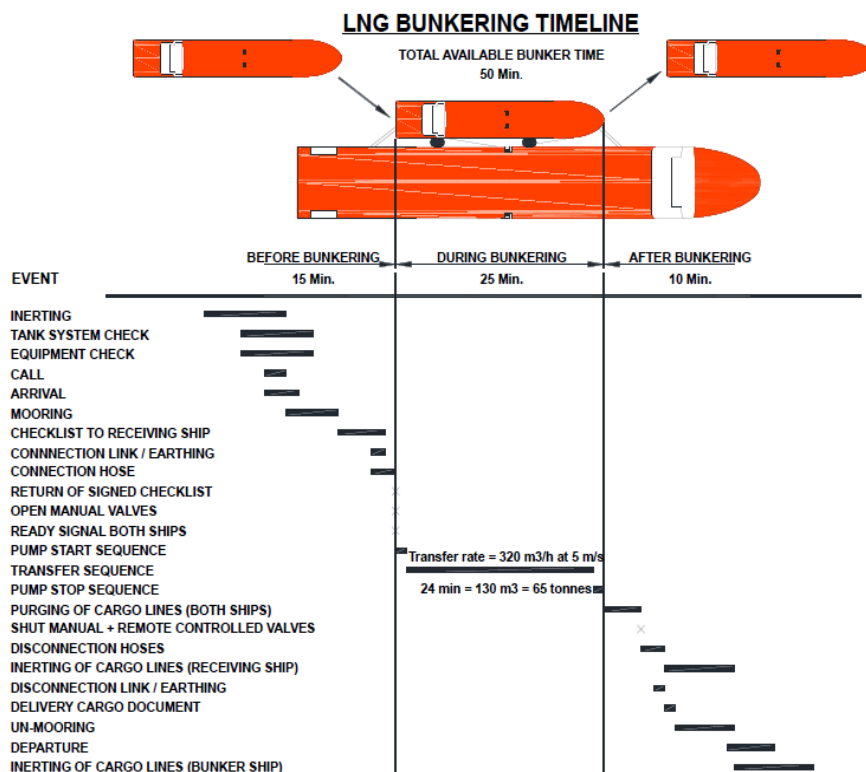 LNG BUNKERING TIMELINE
TOTAL AVAILABLE BUNKER TIME
50 Min.
BEFORE BUNKERING DURING BUNKERING AFTER BUNKERING
EVENT 15 Min. 25 Min. 10 Min.
INERTING
TANK SYSTEM CHECK
EQUIPMENT CHECK
CALL
ARRIVAL
MOORING
CHECKLIST TO RECEIVING SHIP
CONNNECTION LINK / EARTHING
CONNECTION HOSE
RETURN OF SIGNED CHECKLIST
OPEN MANUAL VALVES
READY SIGNAL BOTH SHIPS
PUMP START SEQUENCE Transfer rate = 320 m3/h at 5 m/s
TRANSFER SEQUENCE
PUMP STOP SEQUENCE 24 min = 130 m3 = 65 tonnes
PURGING OF CARGO LINES (BOTH SHIPS)
SHUT MANUAL + REMOTE CONTROLLED VALVES
DISCONNECTION HOSES
INERTING OF CARGO LINES (RECEIVING SHIP)
DISCONNECTION LINK / EARTHING
DELIVERY CARGO DOCUMENT
UN-MOORING
DEPARTURE
INERTING OF CARGO LINES (BUNKER SHIP)